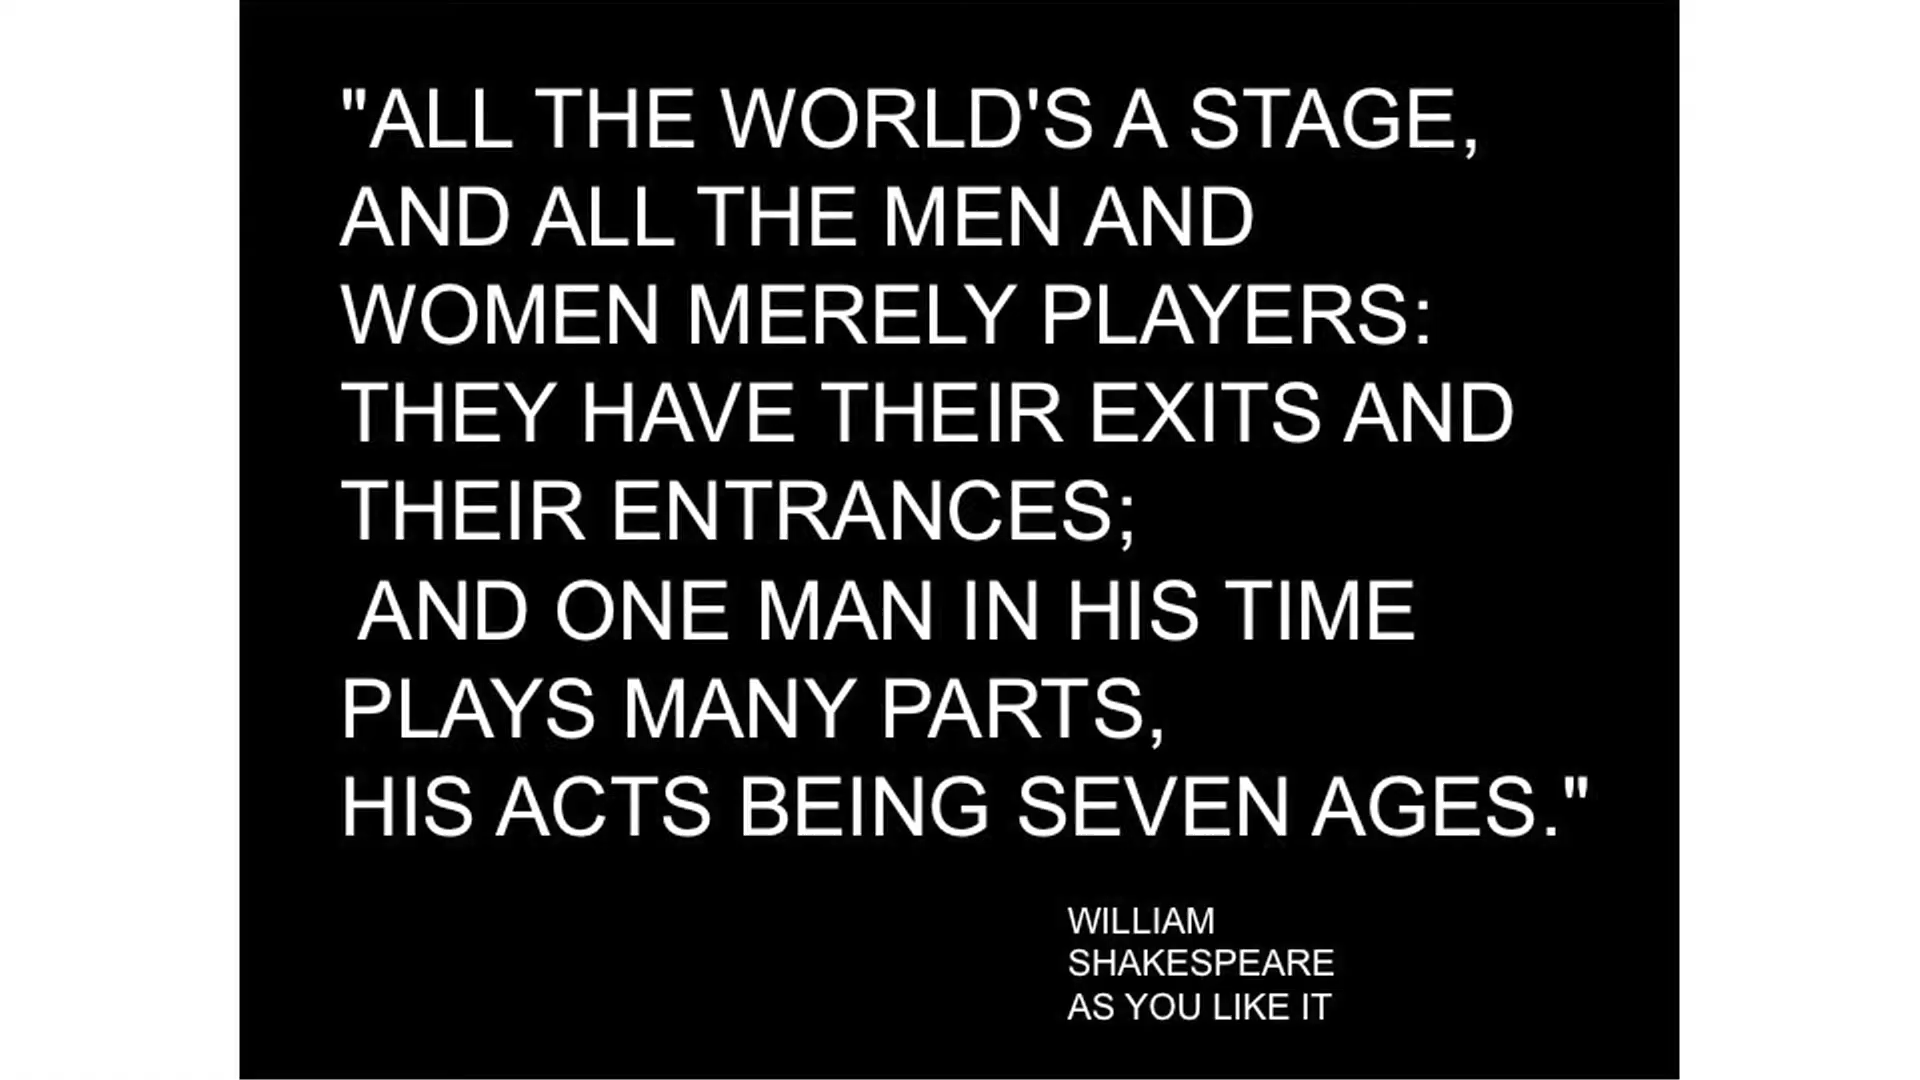 "ALL THE WORLD'S A STAGE,
AND ALL THE MEN AND
WOMEN MERELY PLAYERS:
THEY HAVE THEIR EXITS AND
THEIR ENTRANCES;
AND ONE MAN IN HIS TIME
PLAYS MANY PARTS,
HIS ACTS BEING SEVEN AGES."
WILLIAM
SHAKESPEARE
AS YOU LIKE IT